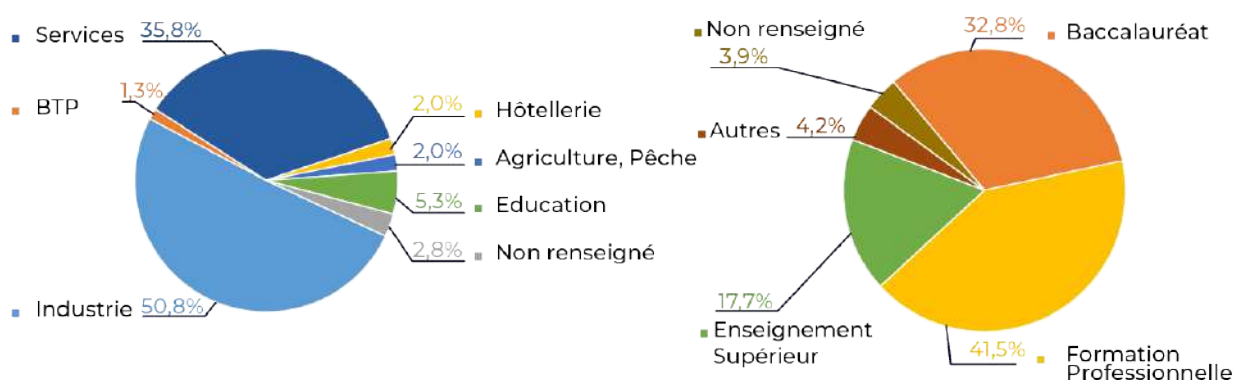 Services 35,8%
BTP 1,3%
2,0% Hôtellerie
2,0% Agriculture, Pêche
5,3% Education
2,8% Non renseigné
Industrie 50,8%
Non renseigné
3,9%
32,8% Baccalauréat
Autres 4,2%
17,7%
Enseignement
Supérieur
41,5% Formation
Professionnelle